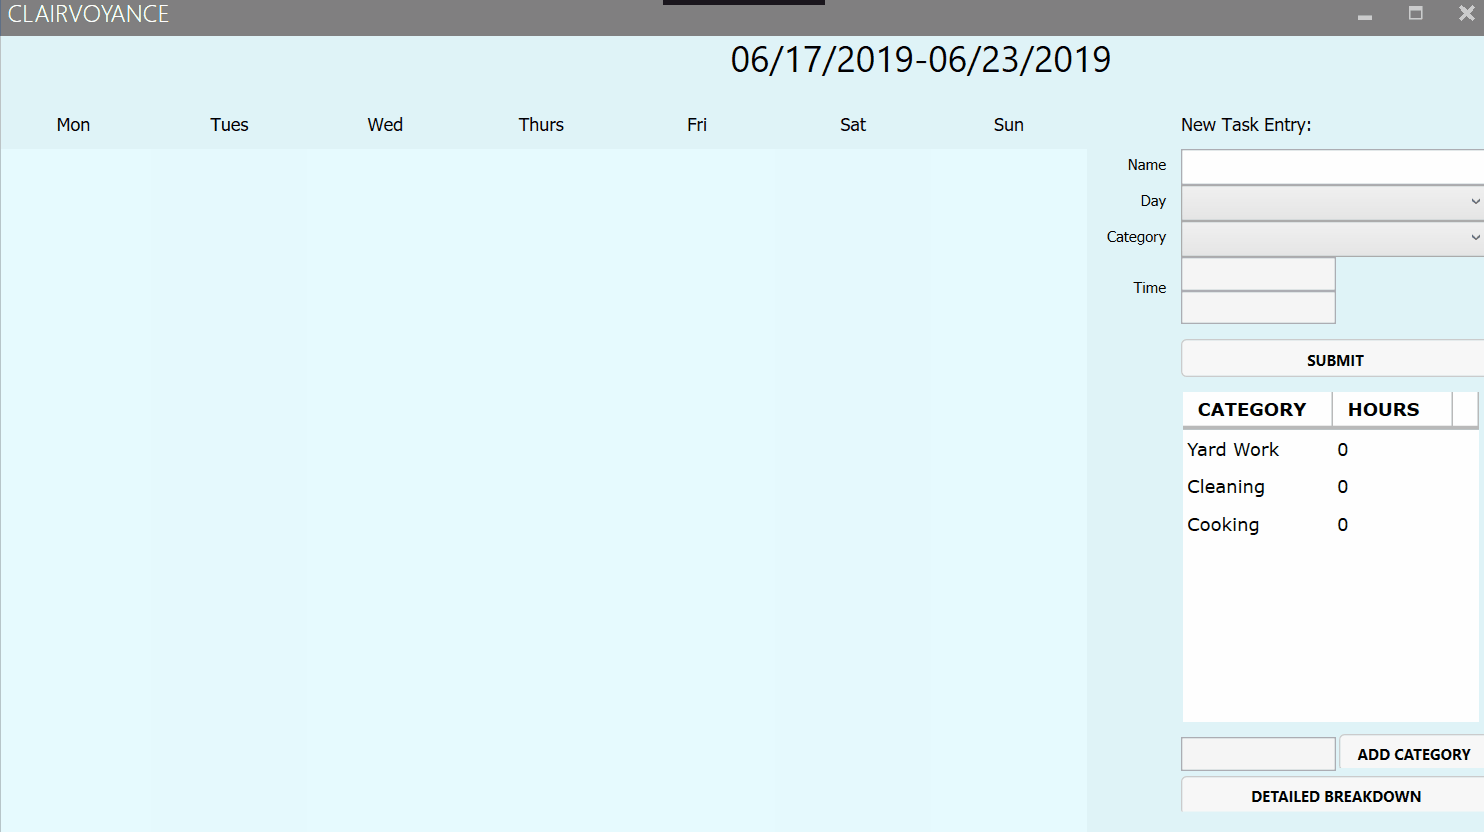 CLAIRVOYANCE
06/17/2019-06/23/2019
Mon Tues Wed Thurs Fri Sat Sun New Task Entry:
Name
Day
Category
Time
SUBMIT
CATEGORY HOURS
Yard Work 0
Cleaning 0
Cooking 0
ADD CATEGORY
DETAILED BREAKDOWN